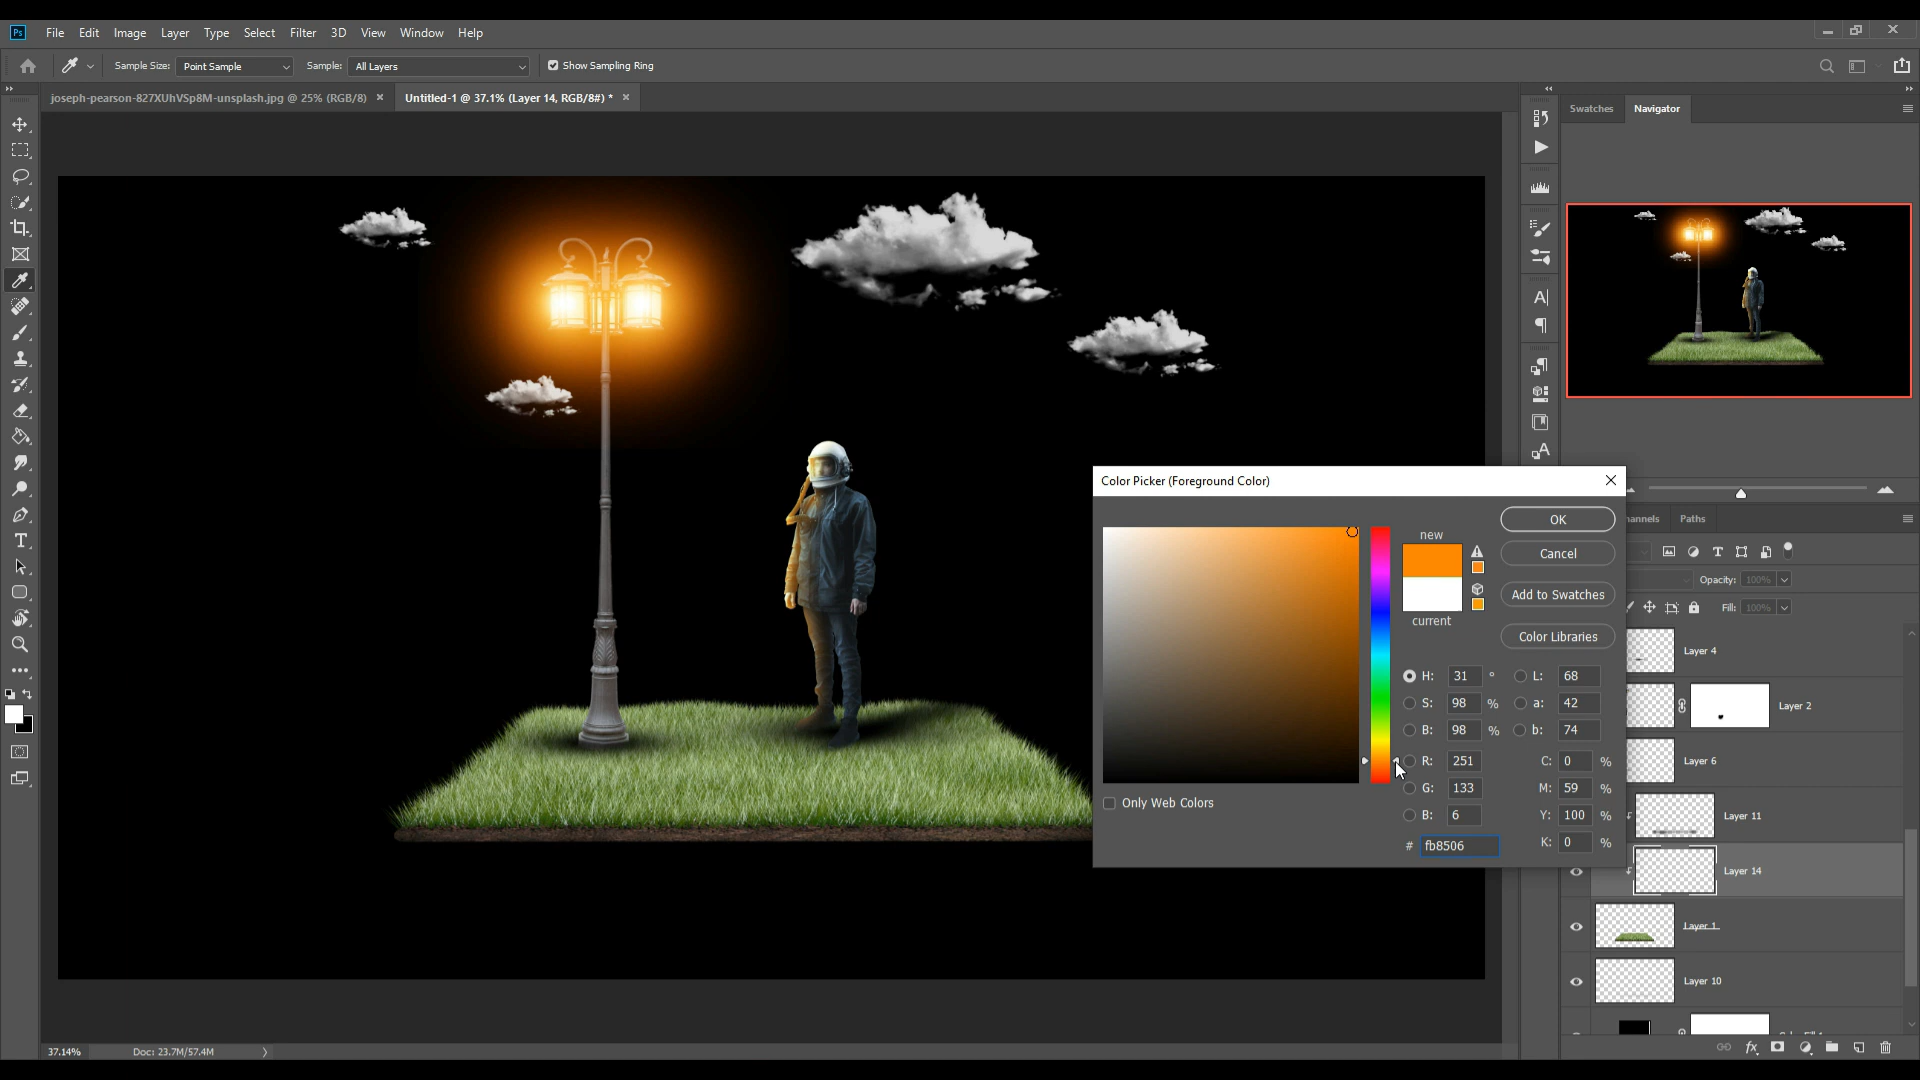 Ps File Edit Image Layer Type Select Filter 3D View Window Help
Sample Size: Point Sample Sample: All Layers Show Sampling Ring
joseph-pearson-827XUhVSp8M-unsplash.jpg @ 25% (RGB/8) × Untitled-1 @ 37.1% (Layer 14, RGB/8#) * ×
Swatches Navigator
Color Picker (Foreground Color)
new
current
OK
Cancel
Add to Swatches
Color Libraries
H: 31 ° L: 68
S: 98 % a: 42
B: 98 % b: 74
R: 251 C: 0 %
G: 133 M: 59 %
B: 6 Y: 100 %
# fb8506 K: 0 %
Only Web Colors
Paths
Opacity: 100%
Fill: 100%
Layer 4
Layer 2
Layer 6
Layer 11
Layer 14
Layer 1
Layer 10
37.14% Doc: 23.7M/57.4M